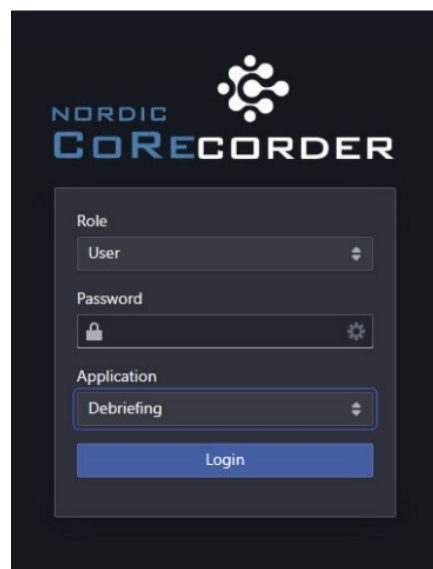 NORDIC
CORECORDER
Role
User
Password
Application
Debriefing
Login